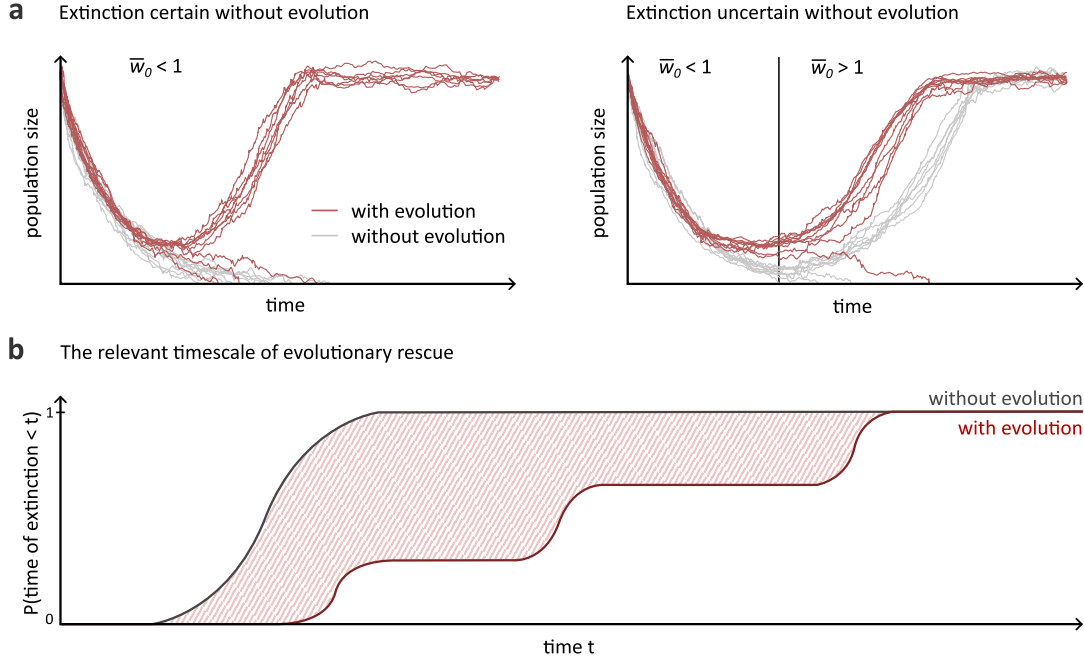 a
Extinction certain without evolution
Extinction uncertain without evolution
w̅₀ < 1
w̅₀ < 1
w̅₀ > 1
population size
population size
with evolution
without evolution
time
time
b
The relevant timescale of evolutionary rescue
P(time of extinction < t)
1
0
without evolution
with evolution
time t